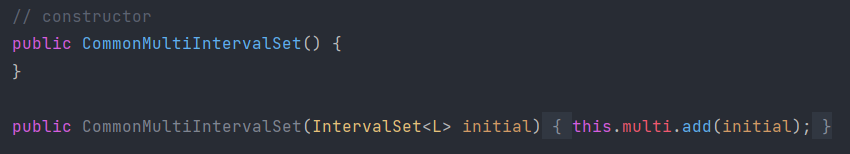 // constructor
public CommonMultiIntervalSet() {
}
public CommonMultiIntervalSet(IntervalSet<L> initial) { this.multi.add(initial); }